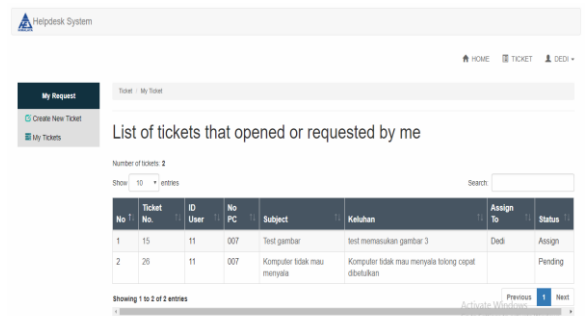 Helpdesk System
HOME TICKET DEDI
My Request
Ticket / My Ticket
Create New Ticket
My Tickets
List of tickets that opened or requested by me
Number of tickets: 2
Show 10 entries Search:
No Ticket No. ID User No PC Subject Keluhan Assign To Status
1 15 11 007 Test gambar test memasukan gambar 3 Dedi Assign
2 26 11 007 Komputer tidak mau menyala Komputer tidak mau menyala tolong cepat dibetulkan Pending
Showing 1 to 2 of 2 entries
Previous 1 Next
Activate Windows